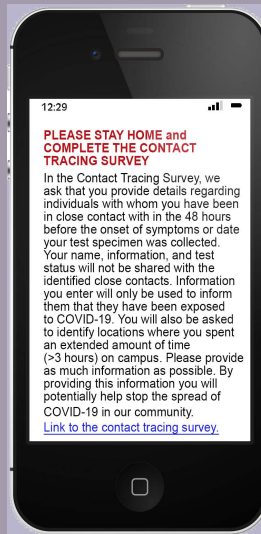 12:29
PLEASE STAY HOME and
COMPLETE THE CONTACT
TRACING SURVEY
In the Contact Tracing Survey, we
ask that you provide details regarding
individuals with whom you have been
in close contact with in the 48 hours
before the onset of symptoms or date
your test specimen was collected.
Your name, information, and test
status will not be shared with the
identified close contacts. Information
you enter will only be used to inform
them that they have been exposed
to COVID-19. You will also be asked
to identify locations where you spent
an extended amount of time
(>3 hours) on campus. Please provide
as much information as possible. By
providing this information you will
potentially help stop the spread of
COVID-19 in our community.
Link to the contact tracing survey.